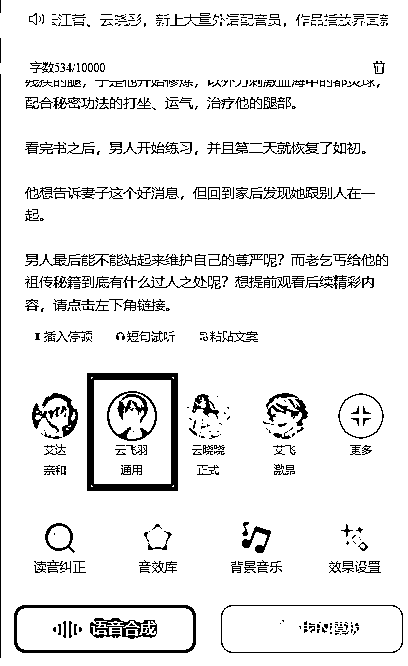 江香、云晓彤，新上大量外语配音员，作品播放界面
字数534/10000
残疾的腿，于是他开始修炼，以外力刺激血海中的都灵球，
配合秘密功法的打坐、运气，治疗他的腿部。
看完书之后，男人开始练习，并且第二天就恢复了如初。
他想告诉妻子这个好消息，但回到家后发现她跟别人在一
起。
男人最后能不能站起来维护自己的尊严呢？而老乞丐给他的
祖传秘籍到底有什么过人之处呢？想提前观看后续精彩内
容，请点击左下角链接。
插入停顿 短句试听 粘贴文案
艾达 云飞羽 云晓晓 艾飞 更多
亲和 通用 正式 激昂
读音纠正 音效库 背景音乐 效果设置
语音合成